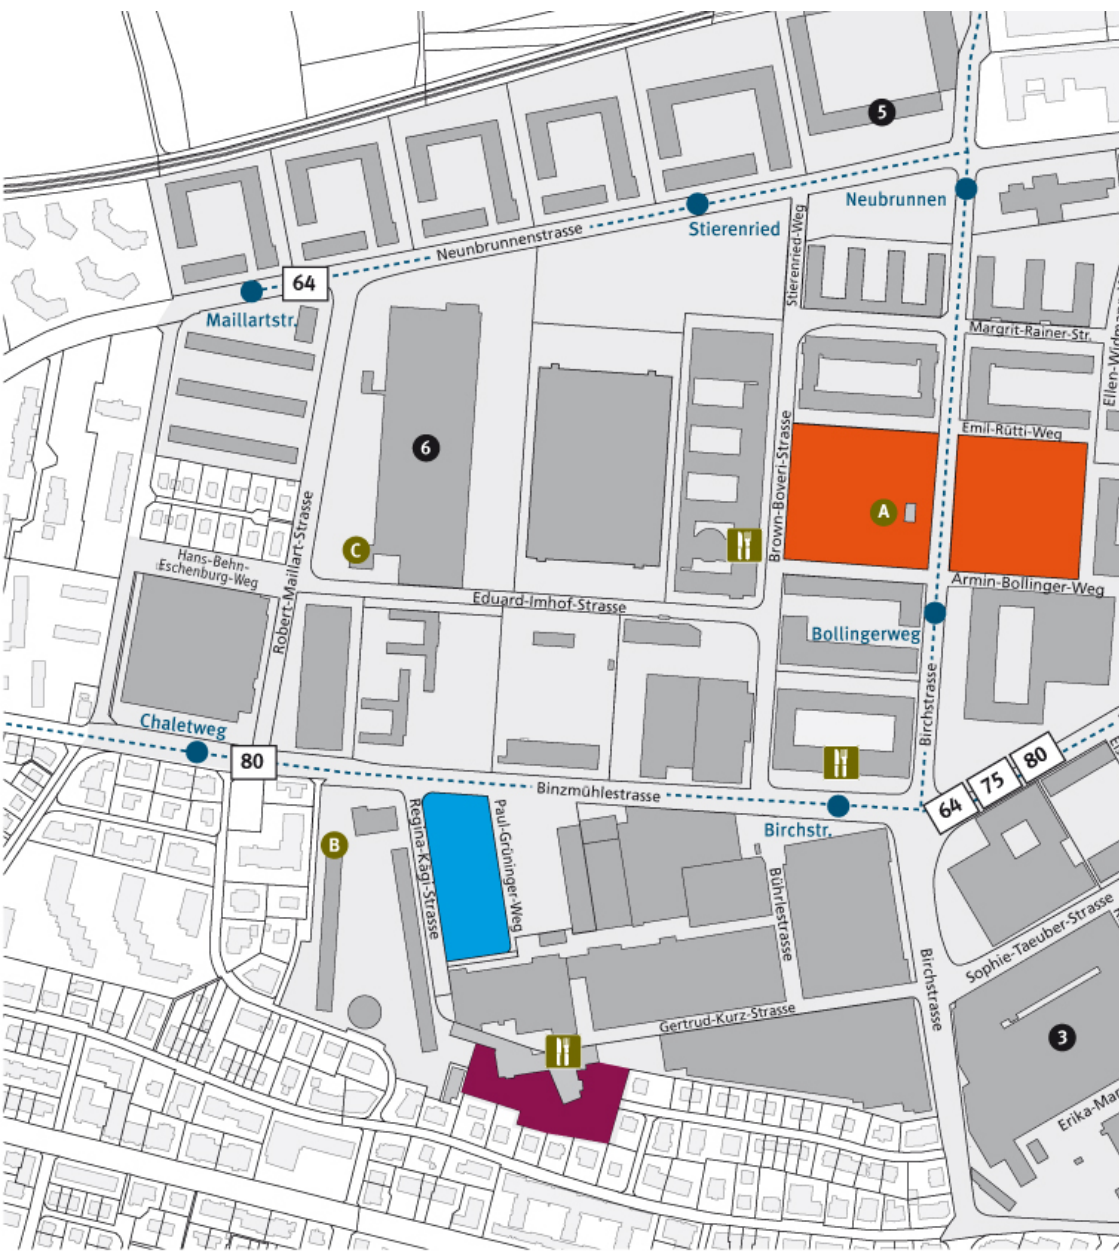 5
Neubrunnen
Stierenried
Neunbrunnenstrasse
Stierenried-Weg
64
Maillartstr.
Margrit-Rainer-Str.
Emil-Rütti-Weg
6
Brown-Boveri-Strasse
A
C
Hans-Behn-
Eschenburg-Weg
Robert-Maillart-Strasse
Eduard-Imhof-Strasse
Armin-Bollinger-Weg
Bollingerweg
Birchstrasse
Chaletweg
80
Binzmühlestrasse
Birchstr.
64
75
80
B
Regina-Kägi-Strasse
Paul-Grüninger-Weg
Bührlestrasse
Sophie-Taeuber-Strasse
Birchstrasse
Gertrud-Kurz-Strasse
3